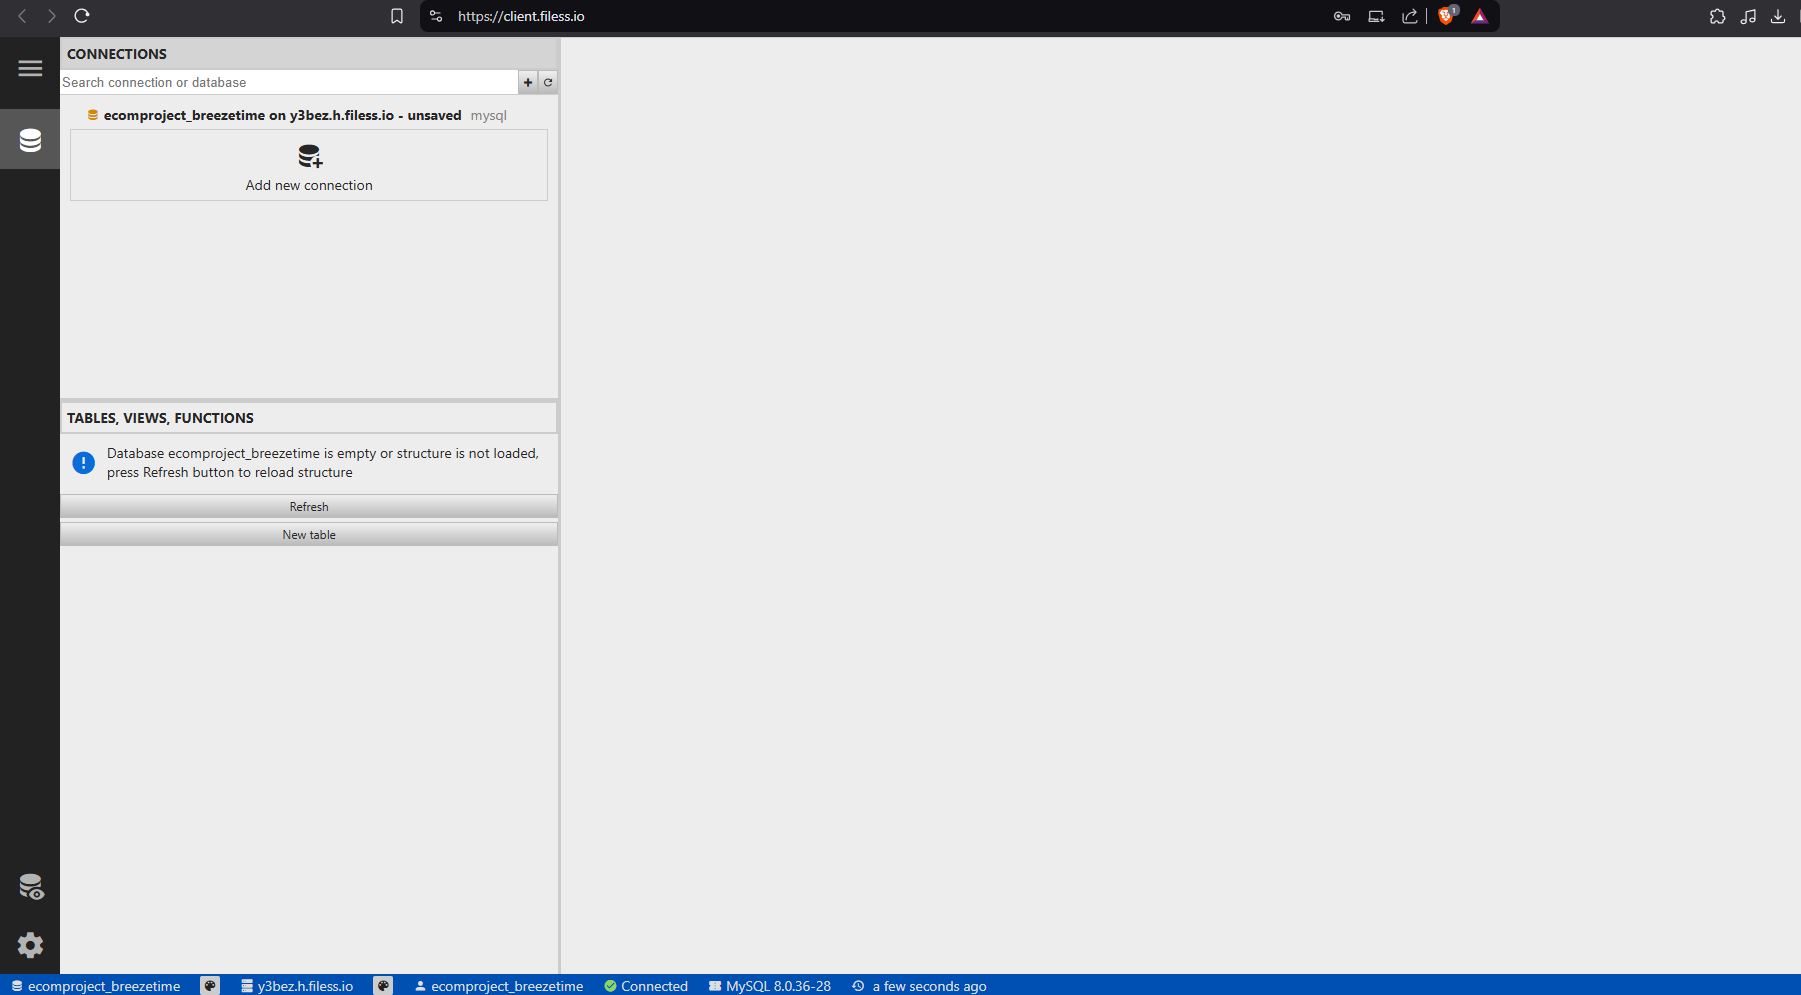 https://client.filess.io
1
CONNECTIONS
Search connection or database
ecomproject_breezetime on y3bez.h.filess.io - unsaved mysql
Add new connection
TABLES, VIEWS, FUNCTIONS
Database ecomproject_breezetime is empty or structure is not loaded,
press Refresh button to reload structure
Refresh
New table
ecomproject_breezetime y3bez.h.filess.io ecomproject_breezetime Connected MySQL 8.0.36-28 a few seconds ago